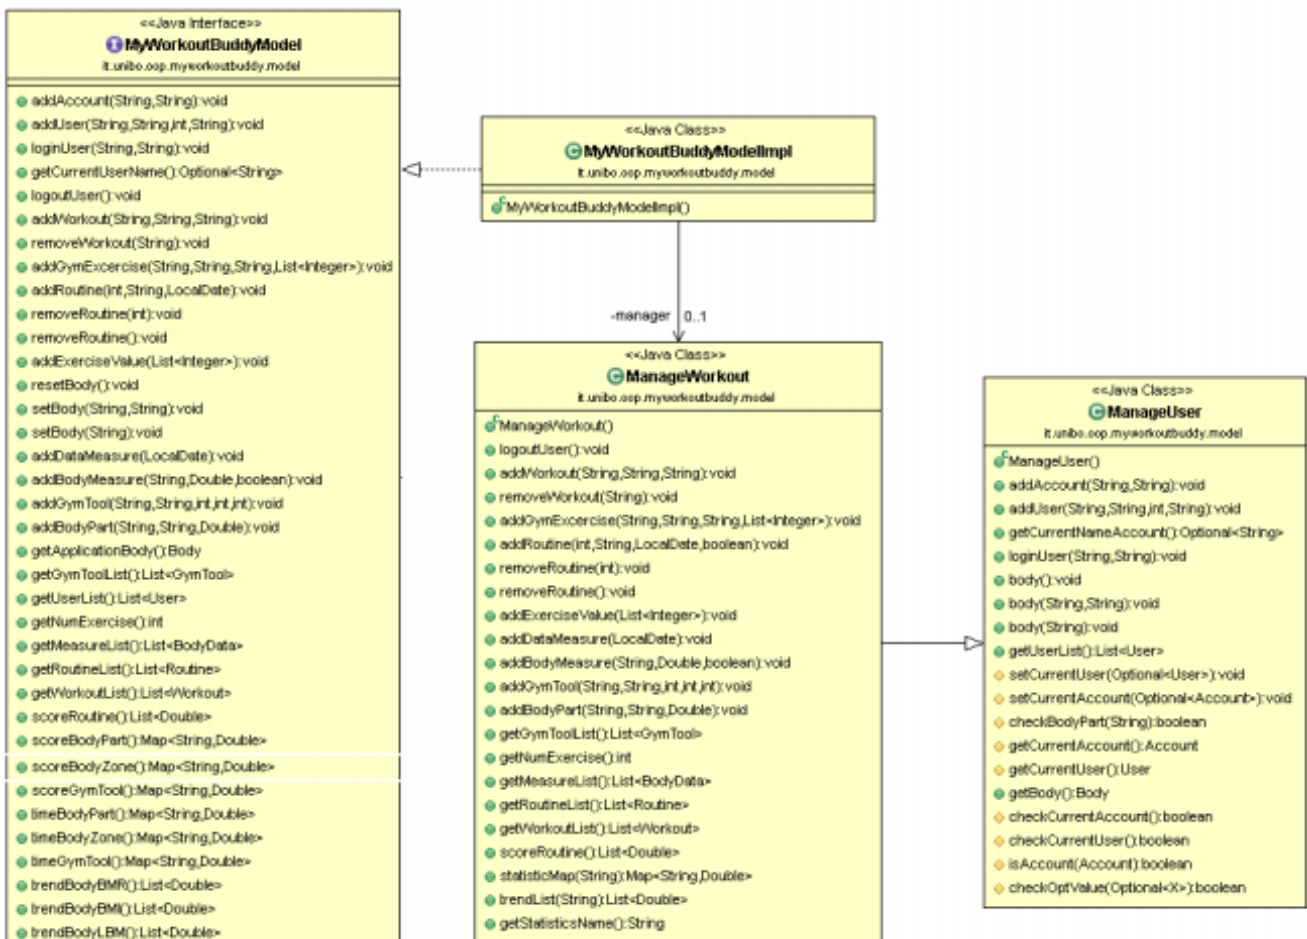 <<Java Interface>>
MyWorkoutBuddyModel
it.unibo.oop.myworkoutbuddy.model
addAccount(String,String):void
addUser(String,String,int,String):void
loginUser(String,String):void
getCurrentUserName():Optional<String>
logoutUser():void
addWorkout(String,String,String):void
removeWorkout(String):void
addGymExcercise(String,String,String,List<Integer>):void
addRoutine(int,String,LocalDate):void
removeRoutine(int):void
removeRoutine():void
addExerciseValue(List<Integer>):void
resetBody():void
setBody(String,String):void
setBody(String):void
addDataMeasure(LocalDate):void
addBodyMeasure(String,Double,boolean):void
addGymTool(String,String,int,int,int):void
addBodyPart(String,String,Double):void
getApplicationBody():Body
getGymToolList():List<GymTool>
getUserList():List<User>
getNumExercise():int
getMeasureList():List<BodyData>
getRoutineList():List<Routine>
getWorkoutList():List<Workout>
scoreRoutine():List<Double>
scoreBodyPart():Map<String,Double>
scoreBodyZone():Map<String,Double>
scoreGymTool():Map<String,Double>
timeBodyPart():Map<String,Double>
timeBodyZone():Map<String,Double>
timeGymTool():Map<String,Double>
trendBodyBMR():List<Double>
trendBodyBMI():List<Double>
trendBodyLBM():List<Double>
<<Java Class>>
MyWorkoutBuddyModelImpl
it.unibo.oop.myworkoutbuddy.model
MyWorkoutBuddyModelImpl()
-manager 0..1
<<Java Class>>
ManageWorkout
it.unibo.oop.myworkoutbuddy.model
ManageWorkout()
logoutUser():void
addWorkout(String,String,String):void
removeWorkout(String):void
addGymExcercise(String,String,String,List<Integer>):void
addRoutine(int,String,LocalDate,boolean):void
removeRoutine(int):void
removeRoutine():void
addExerciseValue(List<Integer>):void
addDataMeasure(LocalDate):void
addBodyMeasure(String,Double,boolean):void
addGymTool(String,String,int,int,int):void
addBodyPart(String,String,Double):void
getGymToolList():List<GymTool>
getNumExercise():int
getMeasureList():List<BodyData>
getRoutineList():List<Routine>
getWorkoutList():List<Workout>
scoreRoutine():List<Double>
statisticMap(String):Map<String,Double>
trendList(String):List<Double>
getStatisticsName():String
<<Java Class>>
ManageUser
it.unibo.oop.myworkoutbuddy.model
ManageUser()
addAccount(String,String):void
addUser(String,String,int,String):void
getCurrentNameAccount():Optional<String>
loginUser(String,String):void
body():void
body(String,String):void
body(String):void
getUserList():List<User>
setCurrentUser(Optional<User>):void
setCurrentAccount(Optional<Account>):void
checkBodyPart(String):boolean
getCurrentAccount():Account
getCurrentUser():User
getBody():Body
checkCurrentAccount():boolean
checkCurrentUser():boolean
isAccount(Account):boolean
checkOptValue(Optional<X>):boolean